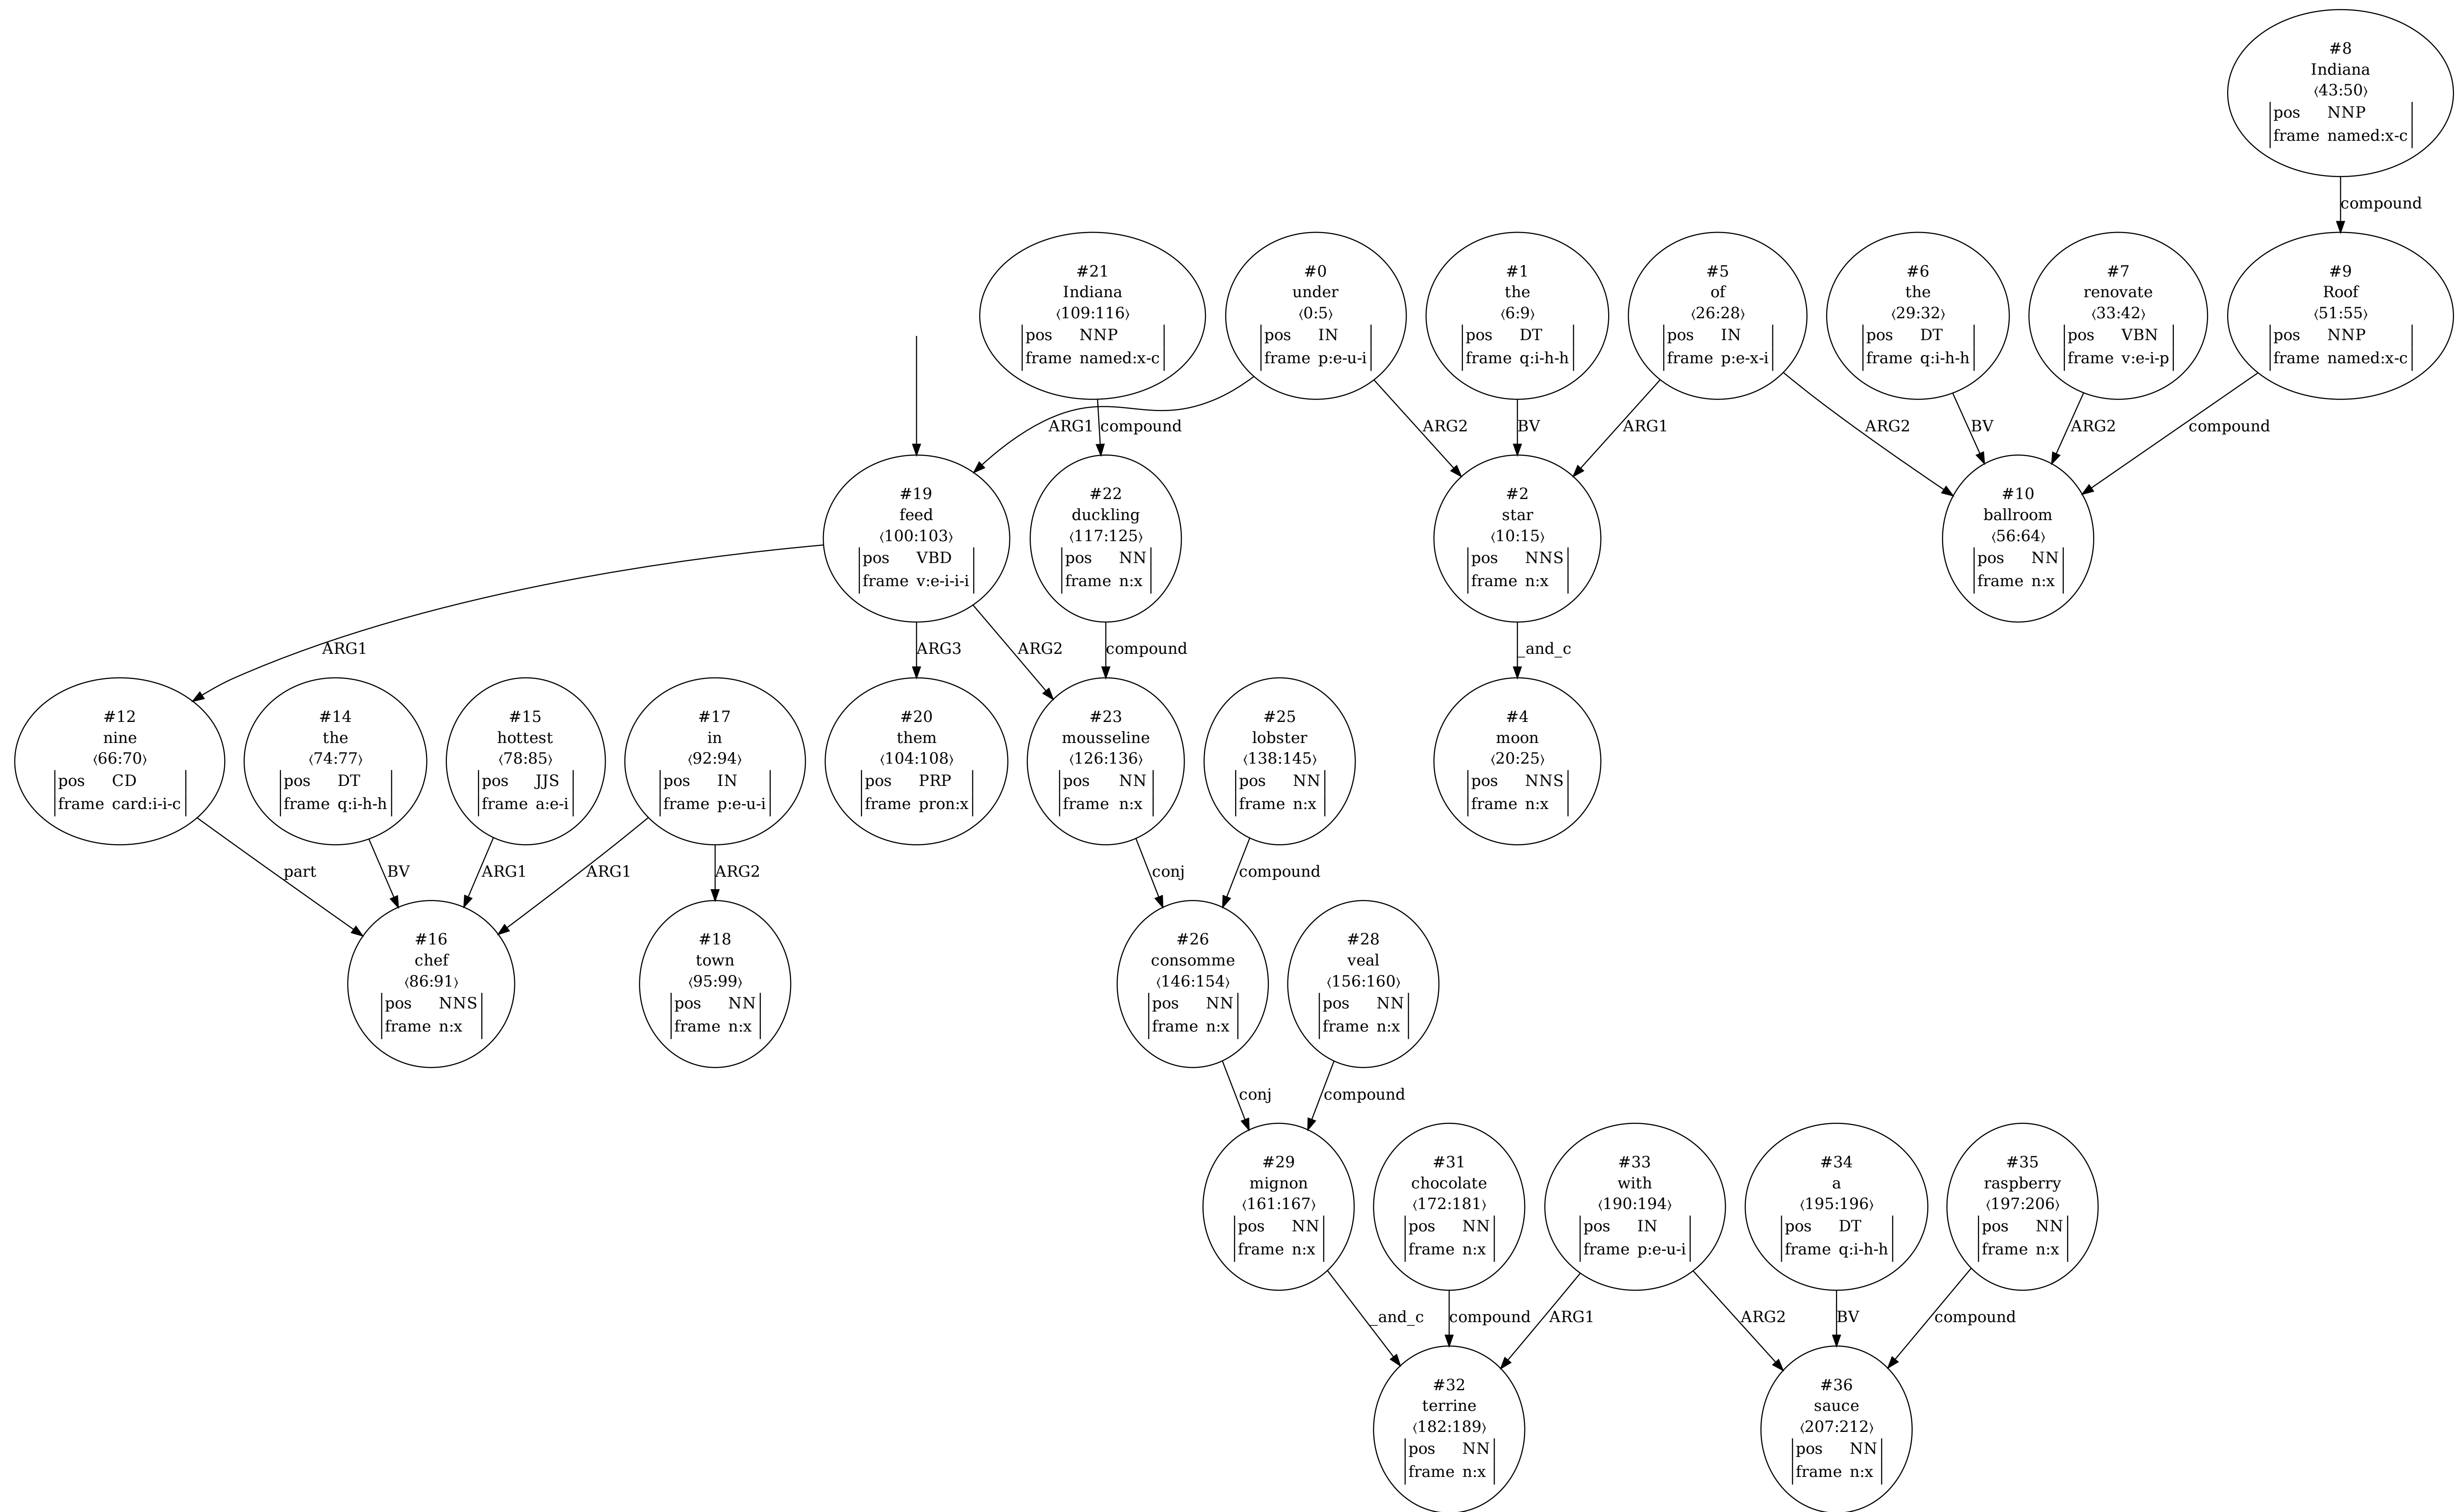 #8
Indiana
⟨43:50⟩
pos NNP
frame named:x-c
compound
#21
Indiana
⟨109:116⟩
pos NNP
frame named:x-c
#0
under
⟨0:5⟩
pos IN
frame p:e-u-i
#1
the
⟨6:9⟩
pos DT
frame q:i-h-h
#5
of
⟨26:28⟩
pos IN
frame p:e-x-i
#6
the
⟨29:32⟩
pos DT
frame q:i-h-h
#7
renovate
⟨33:42⟩
pos VBN
frame v:e-i-p
#9
Roof
⟨51:55⟩
pos NNP
frame named:x-c
ARG1
compound
ARG2
BV
ARG1
ARG2
BV
ARG2
compound
#19
feed
⟨100:103⟩
pos VBD
frame v:e-i-i-i
#22
duckling
⟨117:125⟩
pos NN
frame n:x
#2
star
⟨10:15⟩
pos NNS
frame n:x
#10
ballroom
⟨56:64⟩
pos NN
frame n:x
ARG1
ARG3
ARG2
compound
_and_c
#12
nine
⟨66:70⟩
pos CD
frame card:i-i-c
#14
the
⟨74:77⟩
pos DT
frame q:i-h-h
#15
hottest
⟨78:85⟩
pos JJS
frame a:e-i
#17
in
⟨92:94⟩
pos IN
frame p:e-u-i
#20
them
⟨104:108⟩
pos PRP
frame pron:x
#23
mousseline
⟨126:136⟩
pos NN
frame n:x
#25
lobster
⟨138:145⟩
pos NN
frame n:x
#4
moon
⟨20:25⟩
pos NNS
frame n:x
part
BV
ARG1
ARG1
ARG2
conj
compound
#16
chef
⟨86:91⟩
pos NNS
frame n:x
#18
town
⟨95:99⟩
pos NN
frame n:x
#26
consomme
⟨146:154⟩
pos NN
frame n:x
#28
veal
⟨156:160⟩
pos NN
frame n:x
conj
compound
#29
mignon
⟨161:167⟩
pos NN
frame n:x
#31
chocolate
⟨172:181⟩
pos NN
frame n:x
#33
with
⟨190:194⟩
pos IN
frame p:e-u-i
#34
a
⟨195:196⟩
pos DT
frame q:i-h-h
#35
raspberry
⟨197:206⟩
pos NN
frame n:x
_and_c
compound
ARG1
ARG2
BV
compound
#32
terrine
⟨182:189⟩
pos NN
frame n:x
#36
sauce
⟨207:212⟩
pos NN
frame n:x